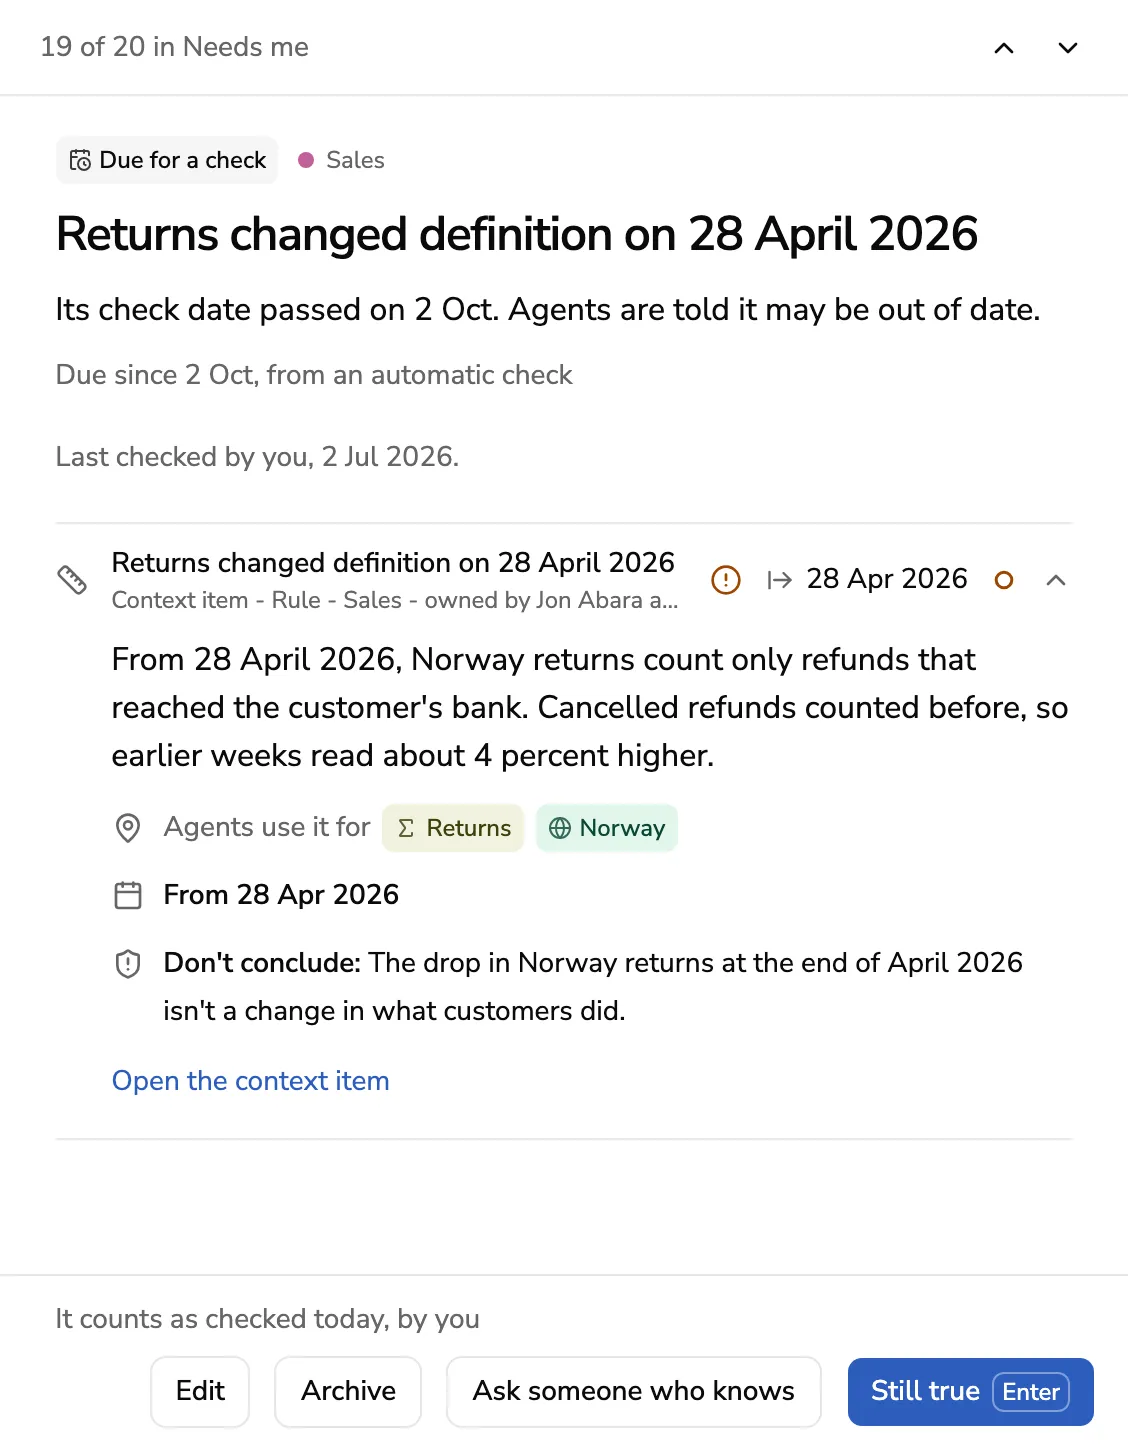 19 of 20 in Needs me
Due for a check
Sales
Returns changed definition on 28 April 2026
Its check date passed on 2 Oct. Agents are told it may be out of date.
Due since 2 Oct, from an automatic check
Last checked by you, 2 Jul 2026.
Returns changed definition on 28 April 2026
28 Apr 2026
Context item - Rule - Sales - owned by Jon Abara a...
From 28 April 2026, Norway returns count only refunds that
reached the customer's bank. Cancelled refunds counted before, so
earlier weeks read about 4 percent higher.
Agents use it for Returns Norway
From 28 Apr 2026
Don't conclude: The drop in Norway returns at the end of April 2026
isn't a change in what customers did.
Open the context item
It counts as checked today, by you
Edit Archive Ask someone who knows Still true Enter